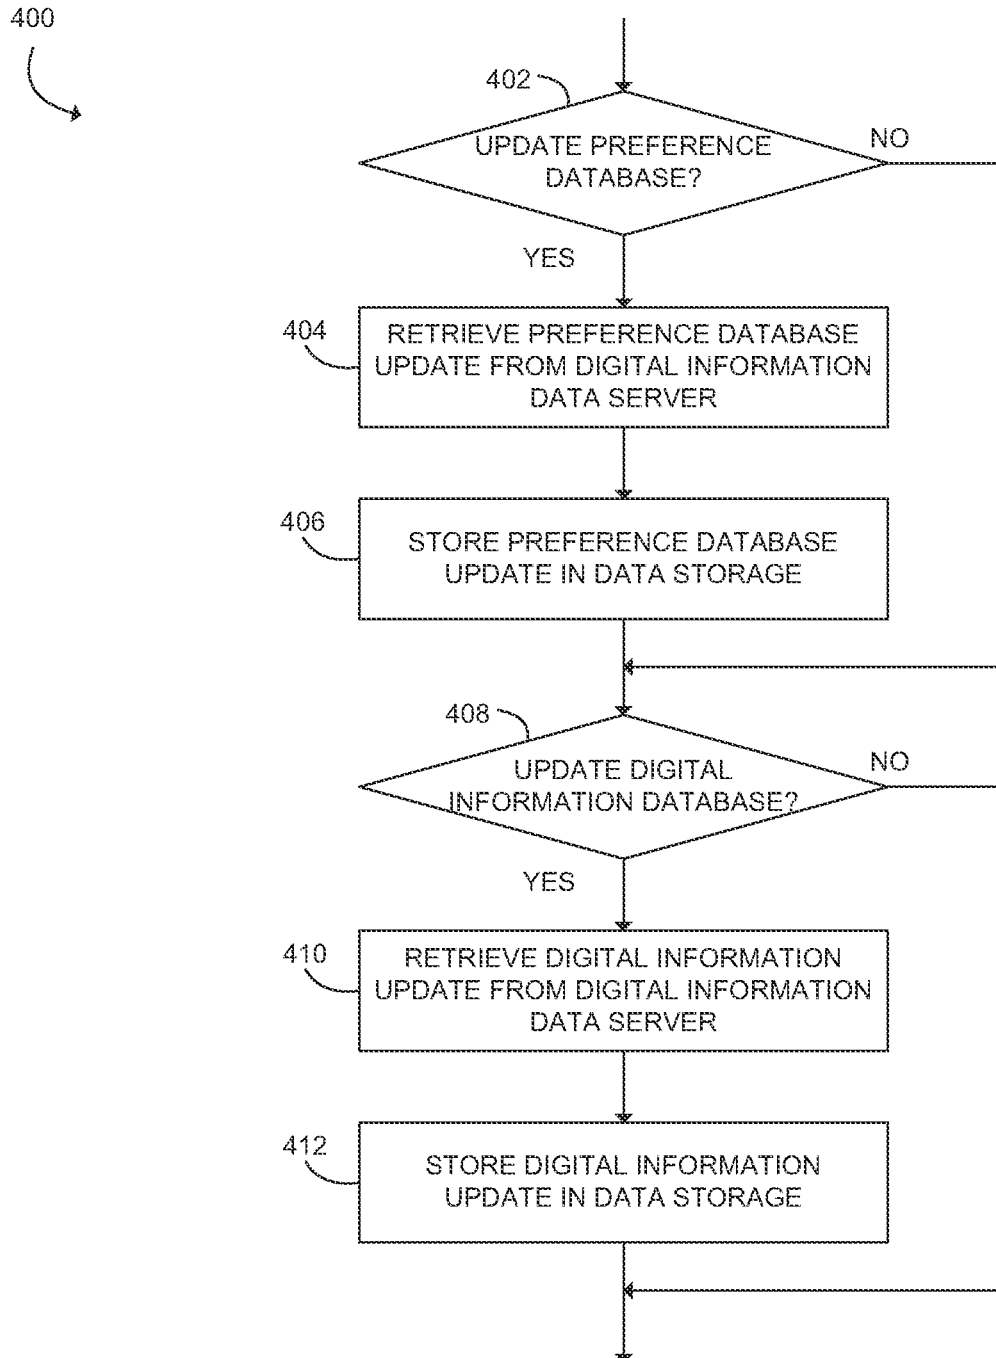 400
402
UPDATE PREFERENCE
DATABASE?
NO
YES
404
RETRIEVE PREFERENCE DATABASE
UPDATE FROM DIGITAL INFORMATION
DATA SERVER
406
STORE PREFERENCE DATABASE
UPDATE IN DATA STORAGE
408
UPDATE DIGITAL
INFORMATION DATABASE?
NO
YES
410
RETRIEVE DIGITAL INFORMATION
UPDATE FROM DIGITAL INFORMATION
DATA SERVER
412
STORE DIGITAL INFORMATION
UPDATE IN DATA STORAGE